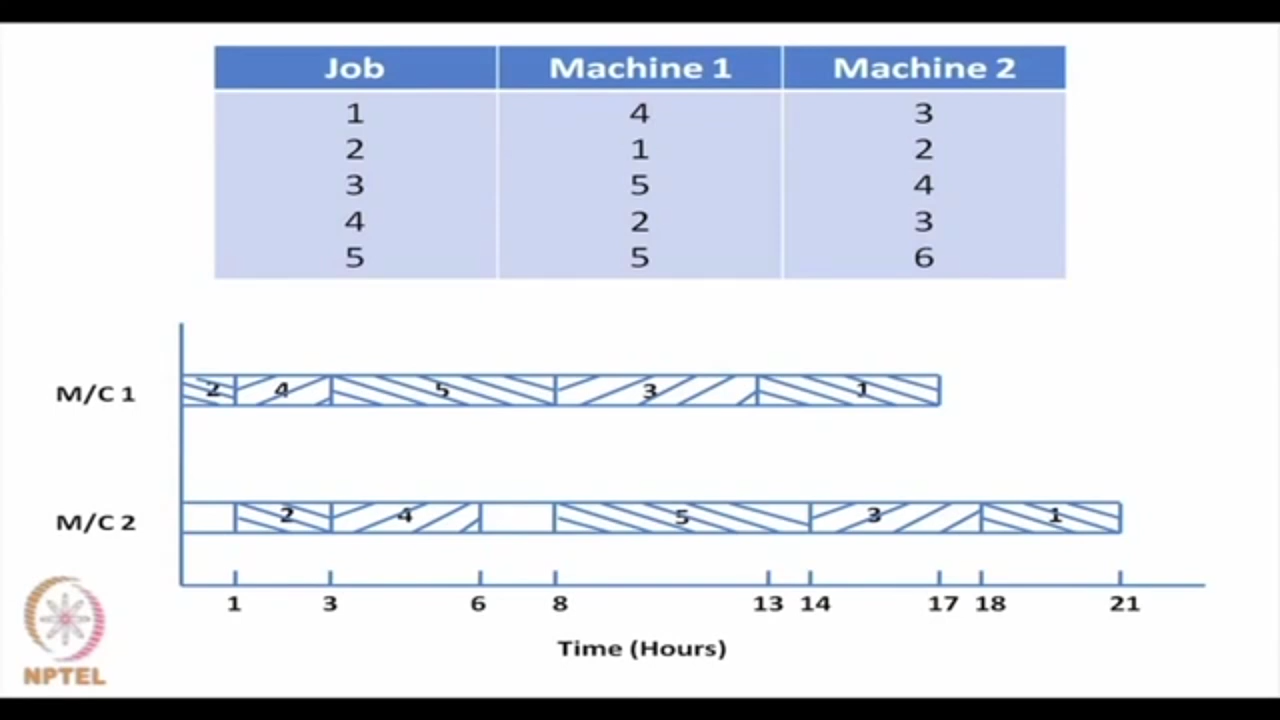 Job Machine 1 Machine 2
1 4 3
2 1 2
3 5 4
4 2 3
5 5 6
M/C 1 2 4 5 3 1
M/C 2 2 4 5 3 1
1 3 6 8 13 14 17 18 21
Time (Hours)
NPTEL